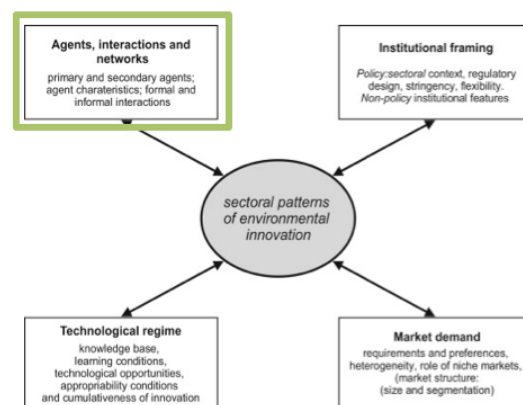 Agents, interactions and
networks
primary and secondary agents;
agent charateristics; formal and
informal interactions
Institutional framing
Policy:sectoral context, regulatory
design, stringency, flexibility.
Non-policy institutional features
sectoral patterns
of environmental
innovation
Technological regime
knowledge base,
learning conditions,
technological opportunities,
appropriability conditions
and cumulativeness of innovation
Market demand
requirements and preferences,
heterogeneity, role of niche markets,
(market structure:
(size and segmentation)